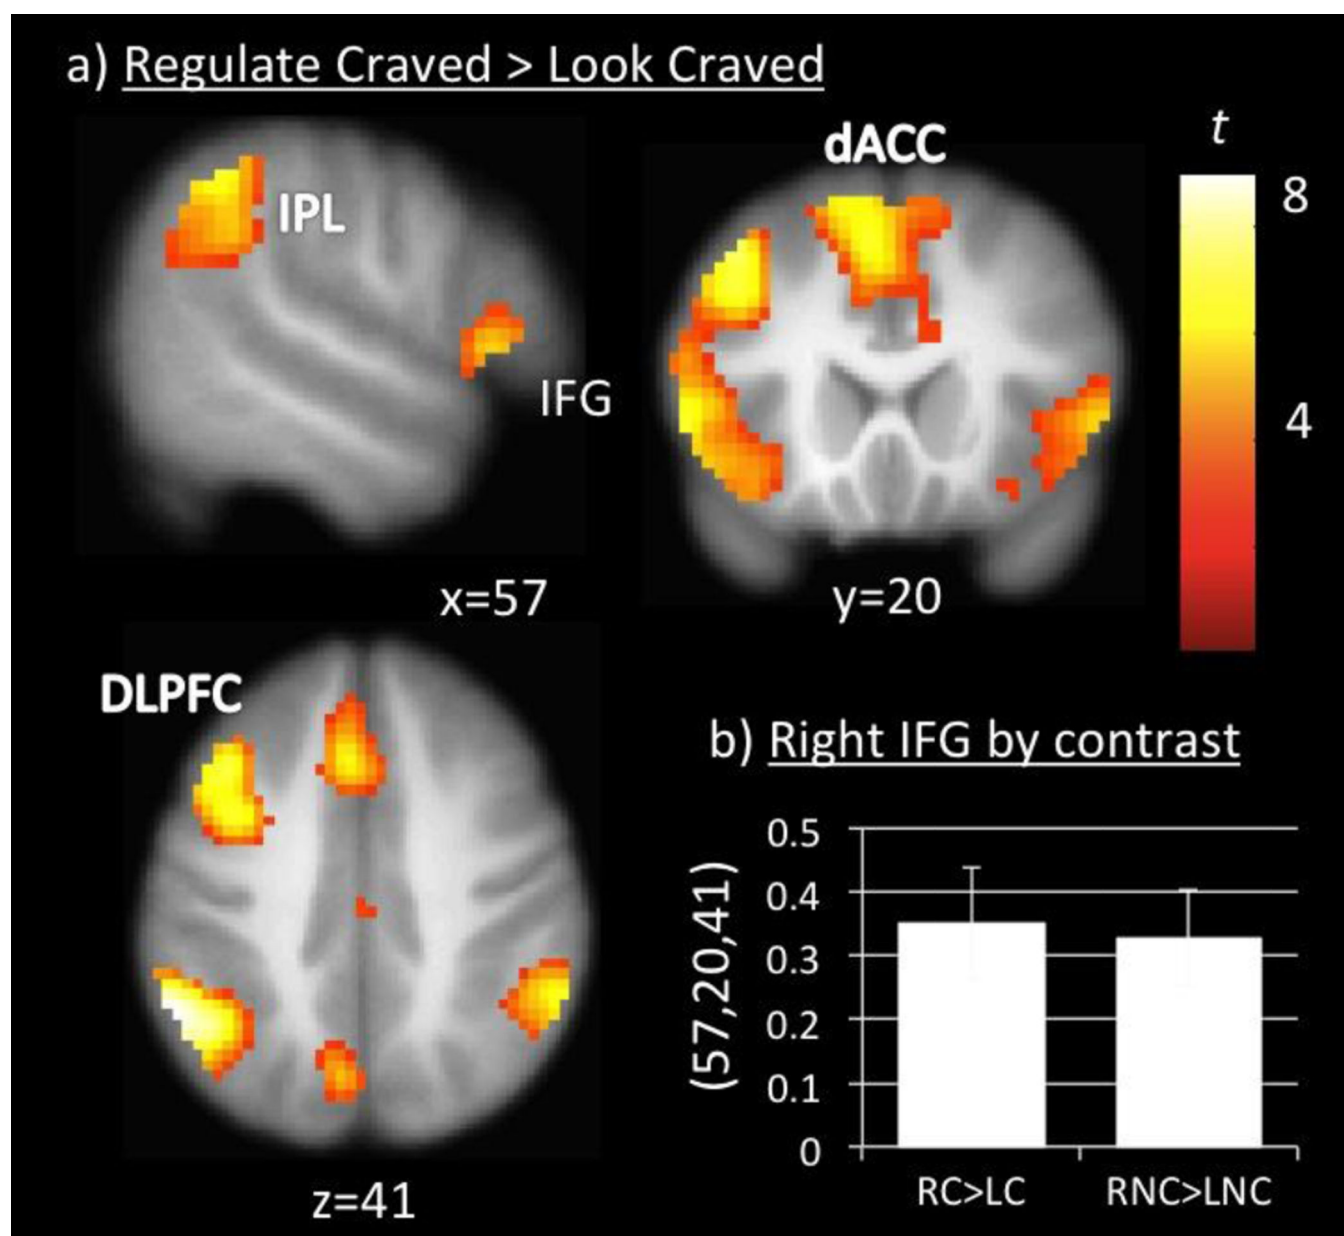 a) Regulate Craved > Look Craved
IPL
IFG
x=57
dACC
y=20
t
8
4
DLPFC
z=41
b) Right IFG by contrast
(57,20,41)
0.5
0.4
0.3
0.2
0.1
0
RC>LC
RNC>LNC